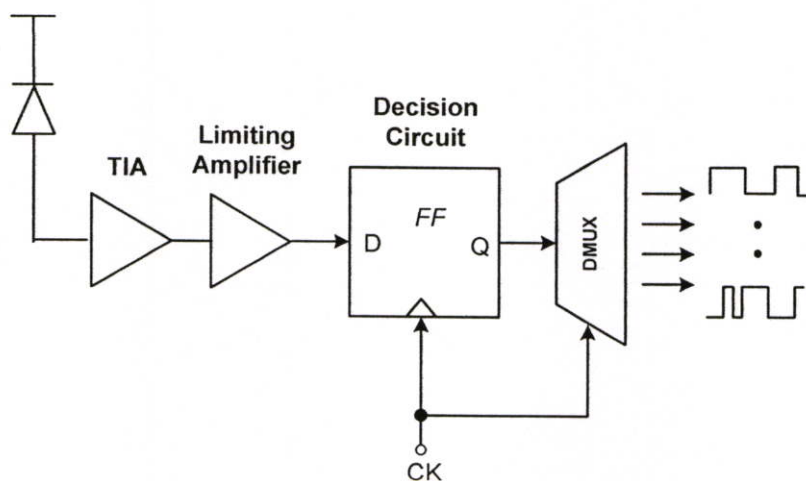 Decision
Circuit
Limiting
Amplifier
TIA
FF
D
Q
DMUX
CK